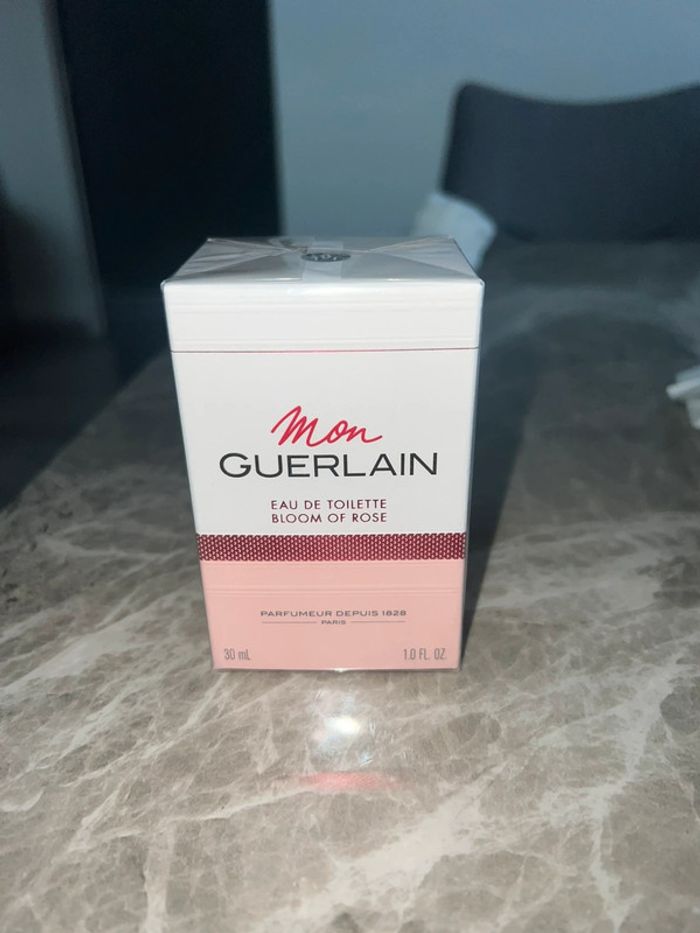 Mon
GUERLAIN
EAU DE TOILETTE
BLOOM OF ROSE
PARFUMEUR DEPUIS 1828
PARIS
30 mL 1.0 FL. OZ.